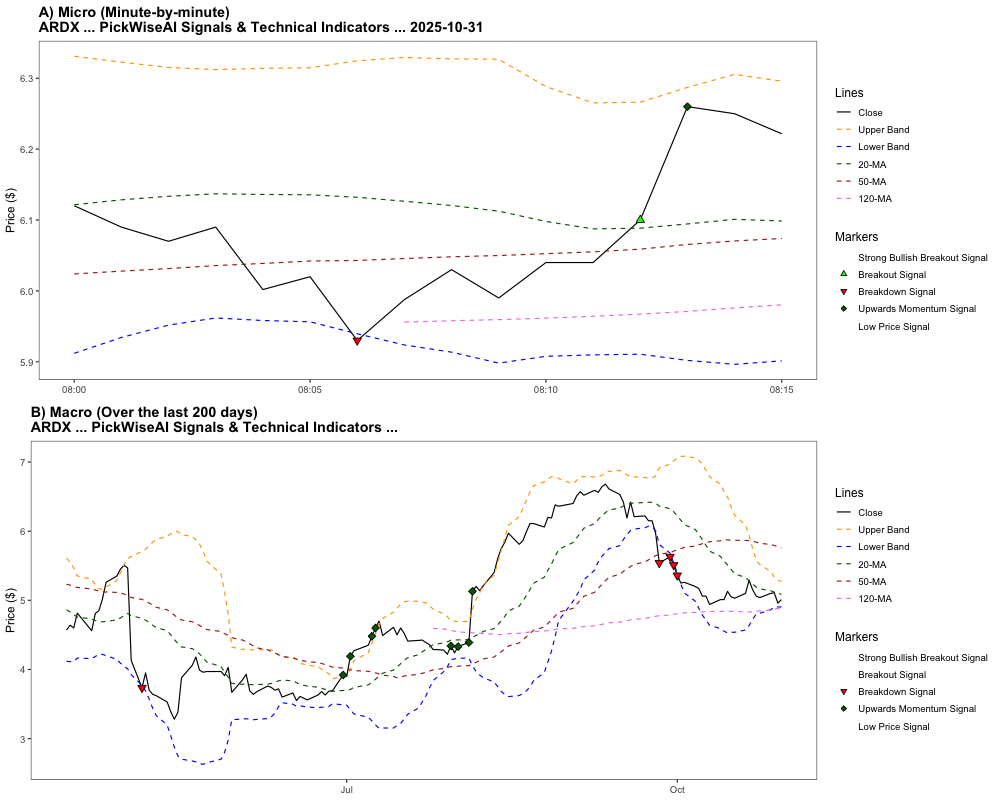 A) Micro (Minute-by-minute)
ARDX ... PickWiseAI Signals & Technical Indicators ... 2025-10-31
Price ($)
6.3
6.2
6.1
6.0
5.9
08:00
08:05
08:10
08:15
Lines
Close
Upper Band
Lower Band
20-MA
50-MA
120-MA
Markers
Strong Bullish Breakout Signal
Breakout Signal
Breakdown Signal
Upwards Momentum Signal
Low Price Signal
B) Macro (Over the last 200 days)
ARDX ... PickWiseAI Signals & Technical Indicators ...
Price ($)
7
6
5
4
3
Jul
Oct
Lines
Close
Upper Band
Lower Band
20-MA
50-MA
120-MA
Markers
Strong Bullish Breakout Signal
Breakout Signal
Breakdown Signal
Upwards Momentum Signal
Low Price Signal